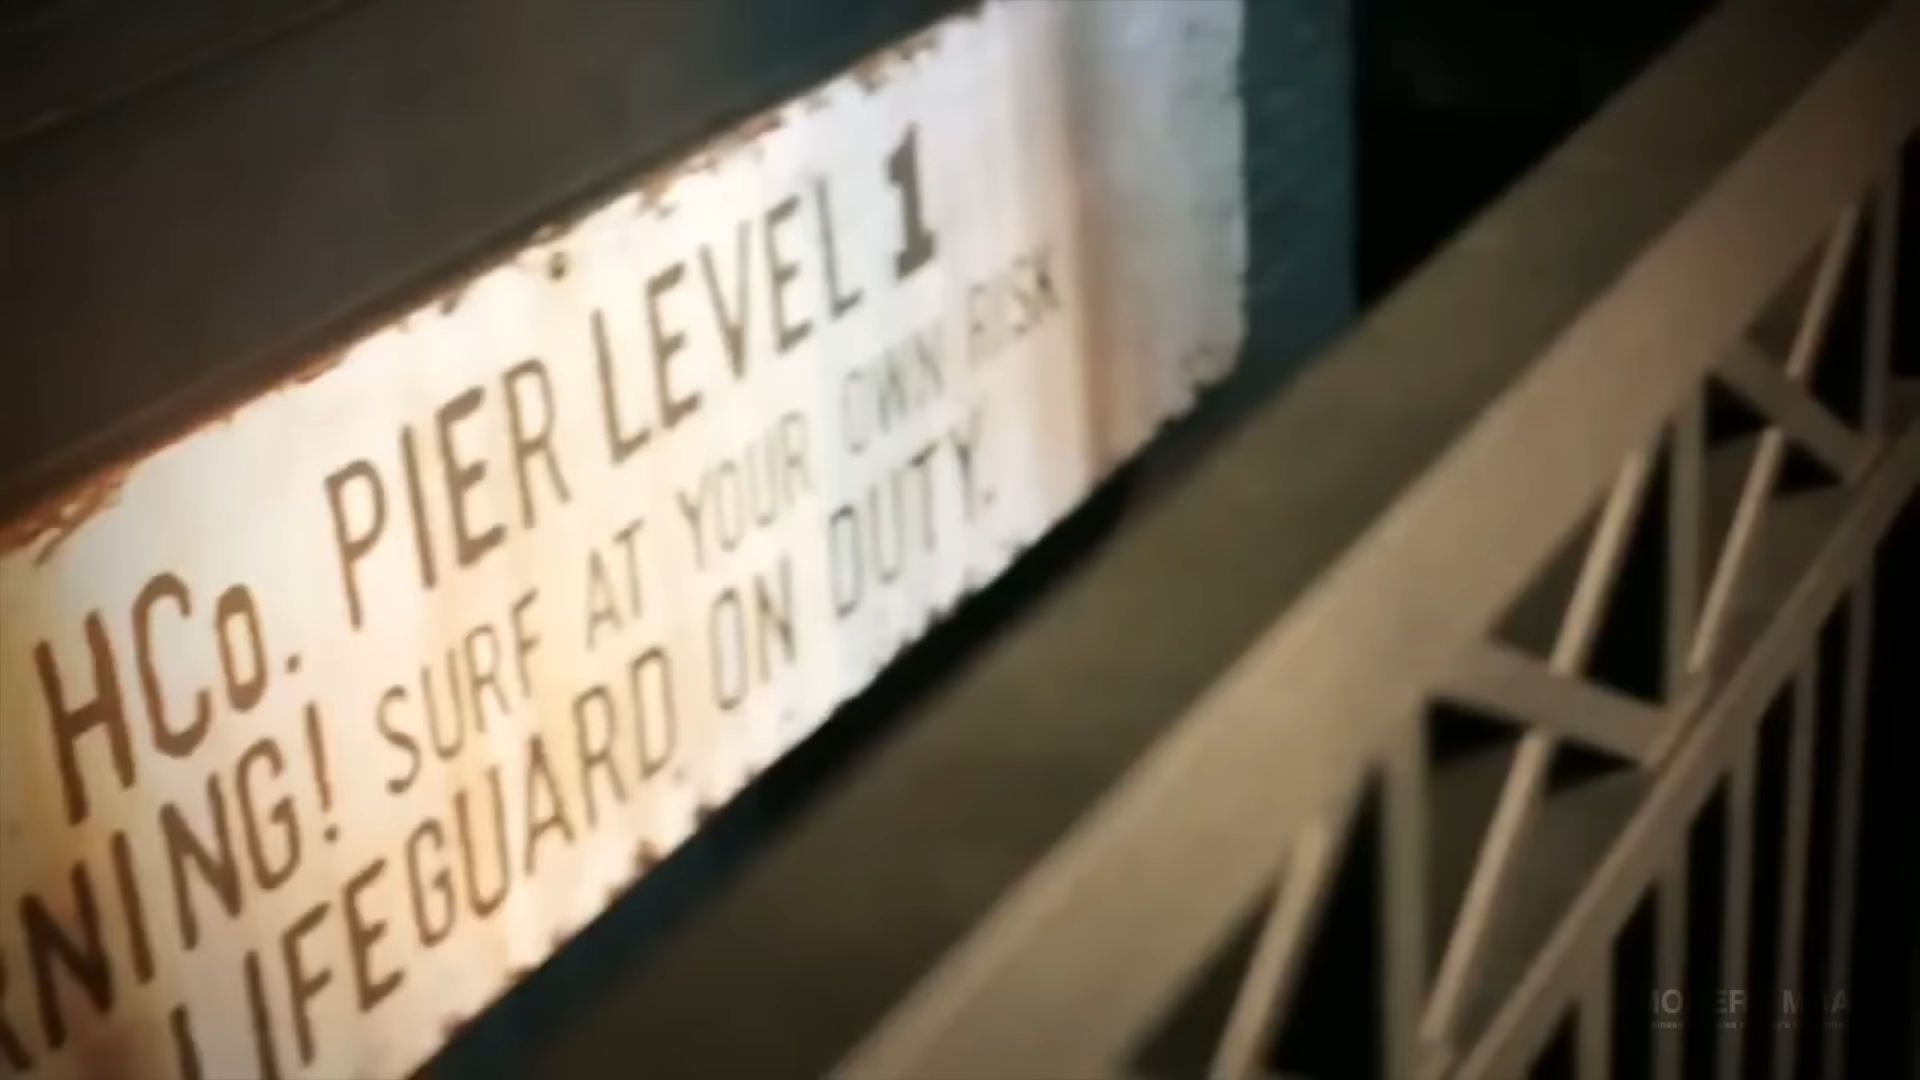 HCo. PIER LEVEL 1
RNING! SURF AT YOUR OWN RISK
LIFEGUARD ON DUTY.